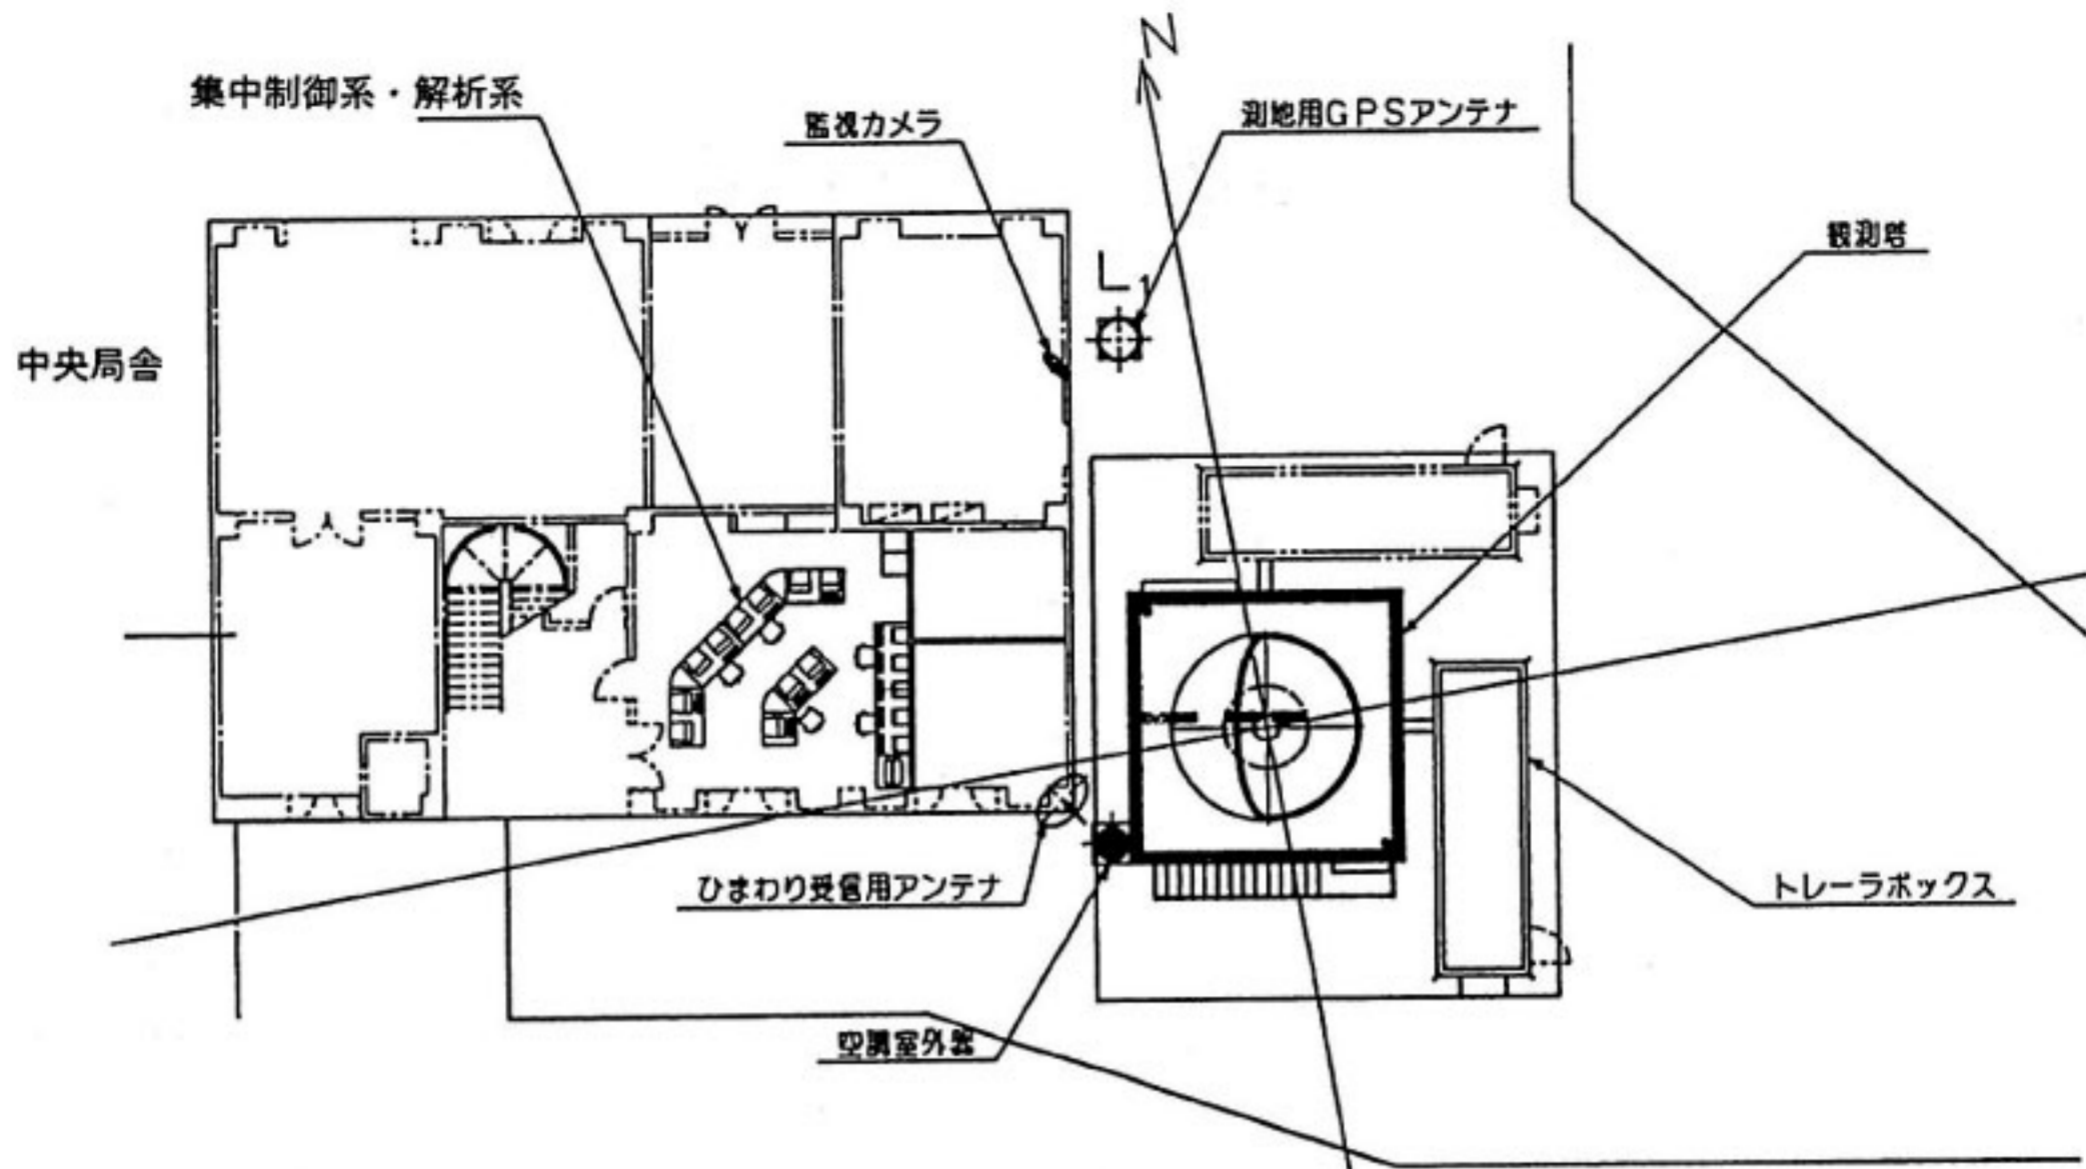 N
集中制御系・解析系
監視カメラ
測地用GPSアンテナ
観測塔
中央局舎
ひまわり受信用アンテナ
トレーラボックス
空調室外器